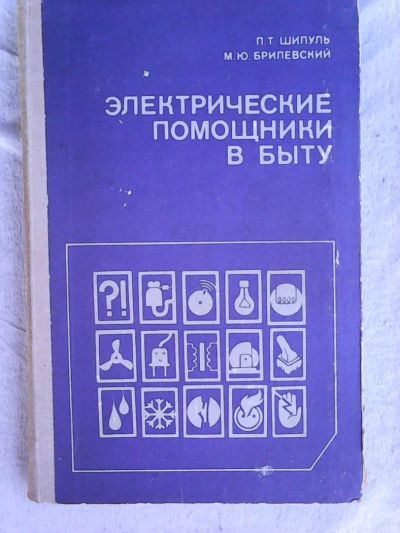 П.Т. ШИПУЛЬ
М.Ю. БРИЛЕВСКИЙ
ЭЛЕКТРИЧЕСКИЕ
ПОМОЩНИКИ
В БЫТУ
?!